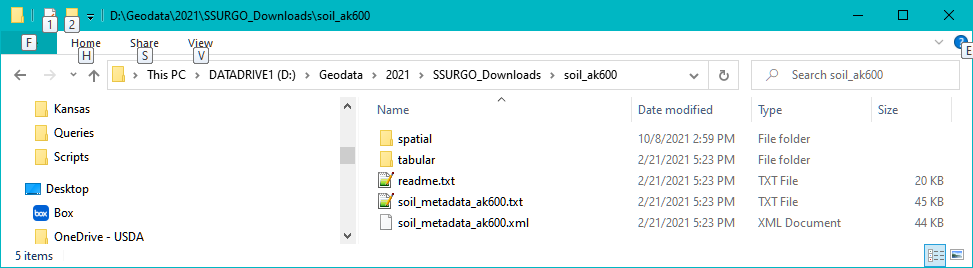 1 2 D:\Geodata\2021\SSURGO_Downloads\soil_ak600
F Home Share View
H S V E
This PC > DATADRIVE1 (D:) > Geodata > 2021 > SSURGO_Downloads > soil_ak600 Search soil_ak600
Kansas
Queries
Scripts
Desktop
Box
box
OneDrive - USDA
Name Date modified Type Size
spatial 10/8/2021 2:59 PM File folder
tabular 2/21/2021 5:23 PM File folder
readme.txt 2/21/2021 5:23 PM TXT File 20 KB
soil_metadata_ak600.txt 2/21/2021 5:23 PM TXT File 45 KB
soil_metadata_ak600.xml 2/21/2021 5:23 PM XML Document 44 KB
5 items